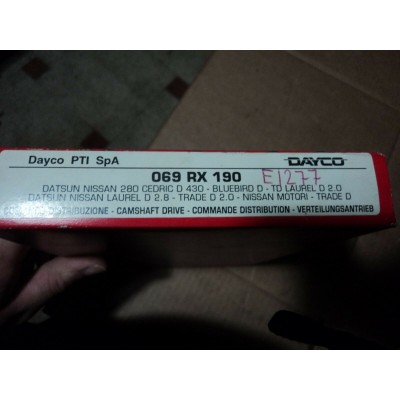 Dayco PTI SpA
DAYCO
069 RX 190
E1277
DATSUN NISSAN 280 CEDRIC D 430 - BLUEBIRD D - TD LAUREL D 2.0
DATSUN NISSAN LAUREL D 2.8 - TRADE D 2.0 - NISSAN MOTORI - TRADE D
DISTRIBUZIONE - CAMSHAFT DRIVE - COMMANDE DISTRIBUTION - VERTEILUNGSANTRIEB